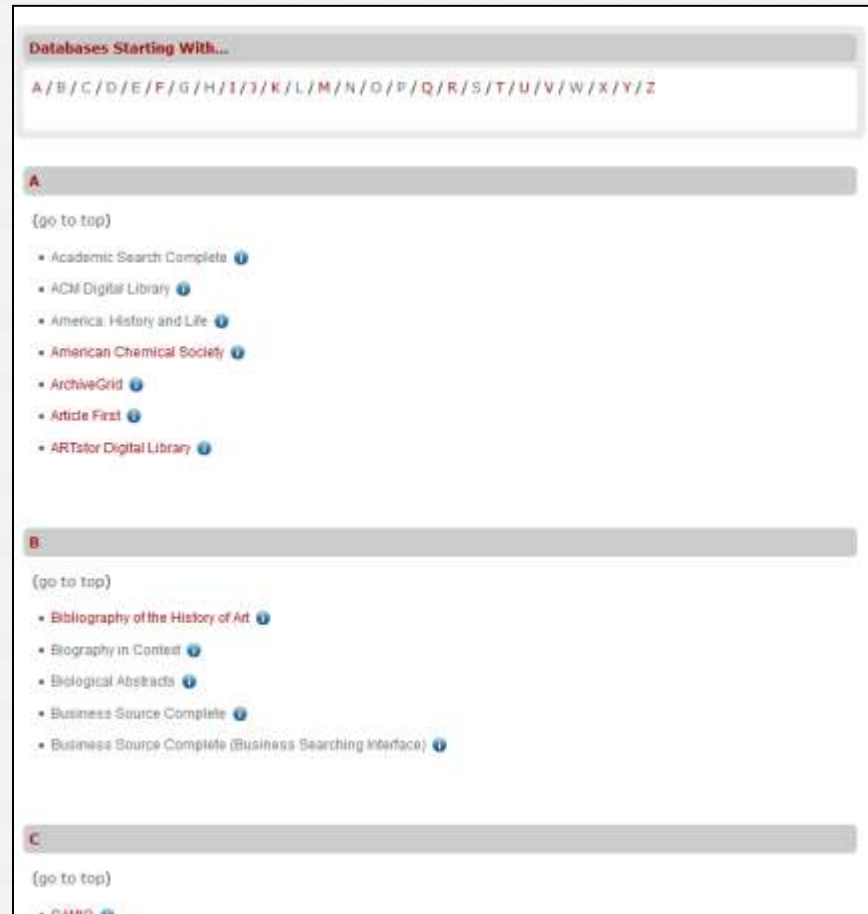 Databases Starting With...
A/B/C/D/E/F/G/H/I/J/K/L/M/N/O/P/Q/R/S/T/U/V/W/X/Y/Z
A
(go to top)
• Academic Search Complete
• ACM Digital Library
• America: History and Life
• American Chemical Society
• ArchiveGrid
• Article First
• ARTstor Digital Library
B
(go to top)
• Bibliography of the History of Art
• Biography in Context
• Biological Abstracts
• Business Source Complete
• Business Source Complete (Business Searching Interface)
C
(go to top)
• CAMIO